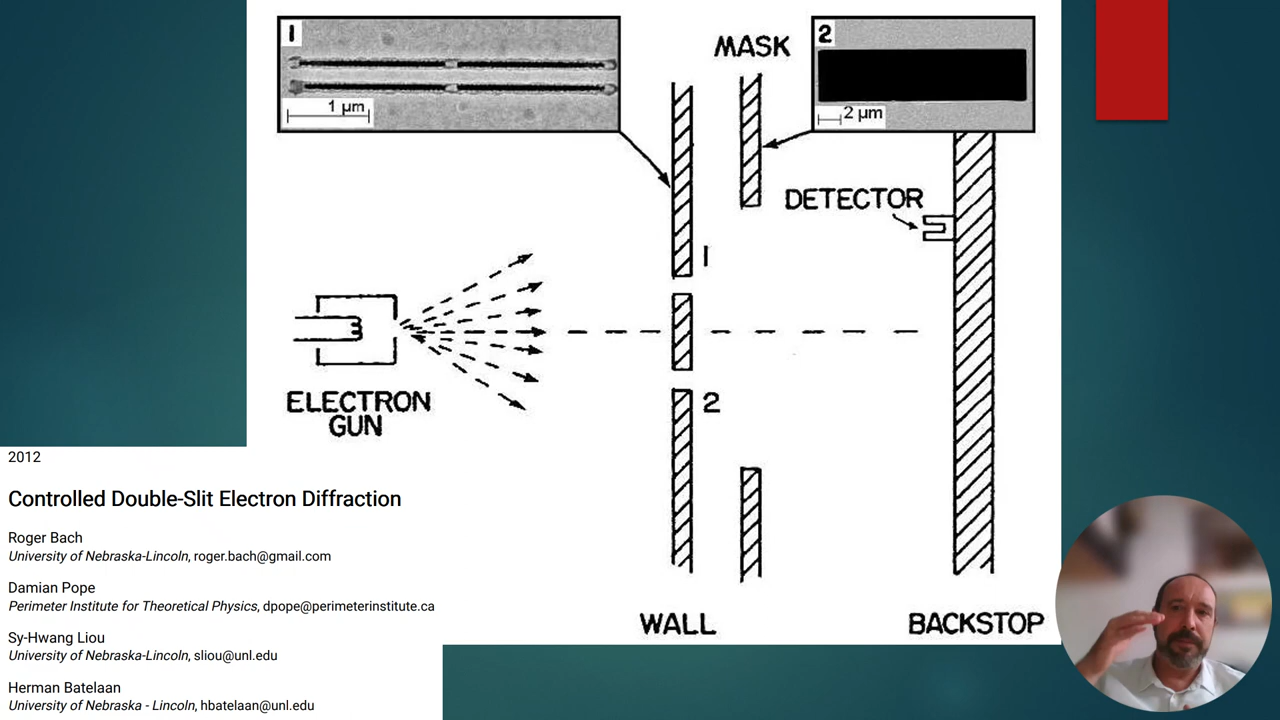 1
1 µm
MASK
2
2 µm
DETECTOR
1
ELECTRON
GUN
2
WALL
BACKSTOP
2012
Controlled Double-Slit Electron Diffraction
Roger Bach
University of Nebraska-Lincoln, roger.bach@gmail.com
Damian Pope
Perimeter Institute for Theoretical Physics, dpope@perimeterinstitute.ca
Sy-Hwang Liou
University of Nebraska-Lincoln, sliou@unl.edu
Herman Batelaan
University of Nebraska - Lincoln, hbatelaan@unl.edu